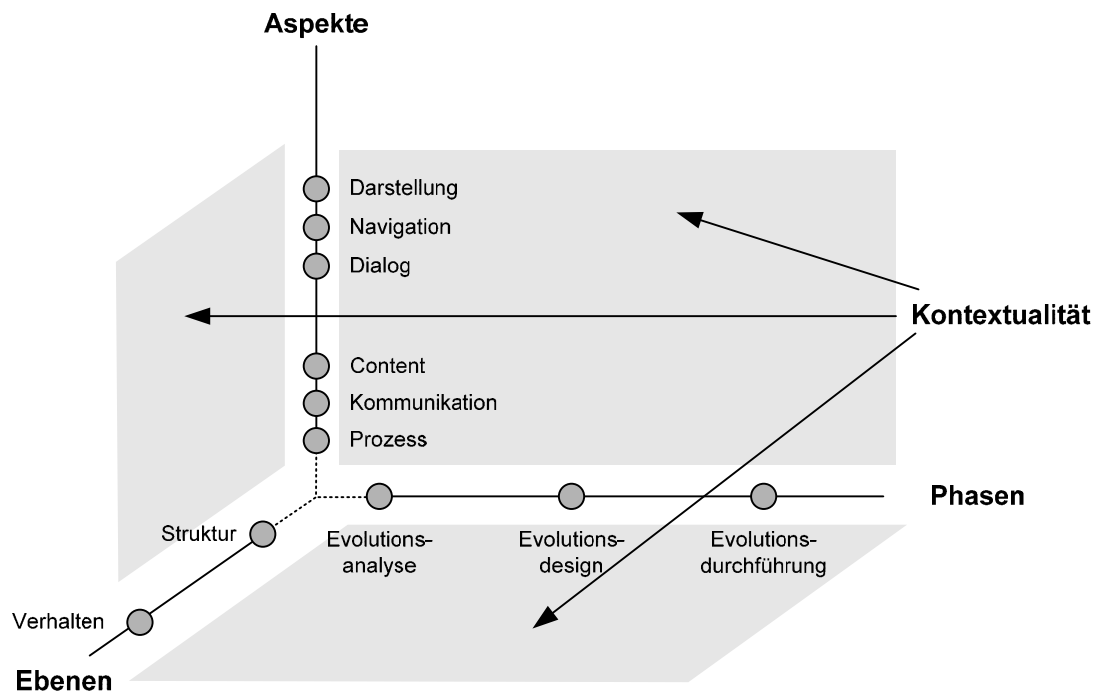 Aspekte
Darstellung
Navigation
Dialog
Kontextualität
Content
Kommunikation
Prozess
Phasen
Struktur
Evolutions-
analyse
Evolutions-
design
Evolutions-
durchführung
Verhalten
Ebenen